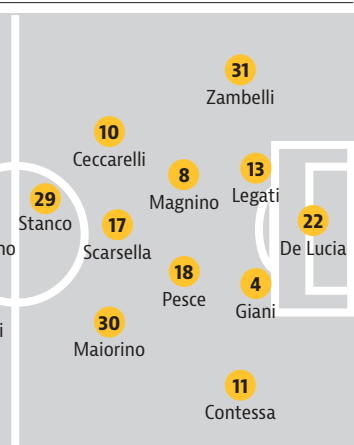 31
Zambelli
10
Ceccarelli
8
Magnino
13
Legati
29
Stanco
17
Scarsella
22
De Lucia
no
18
Pesce
4
Giani
30
Maiorino
i
11
Contessa